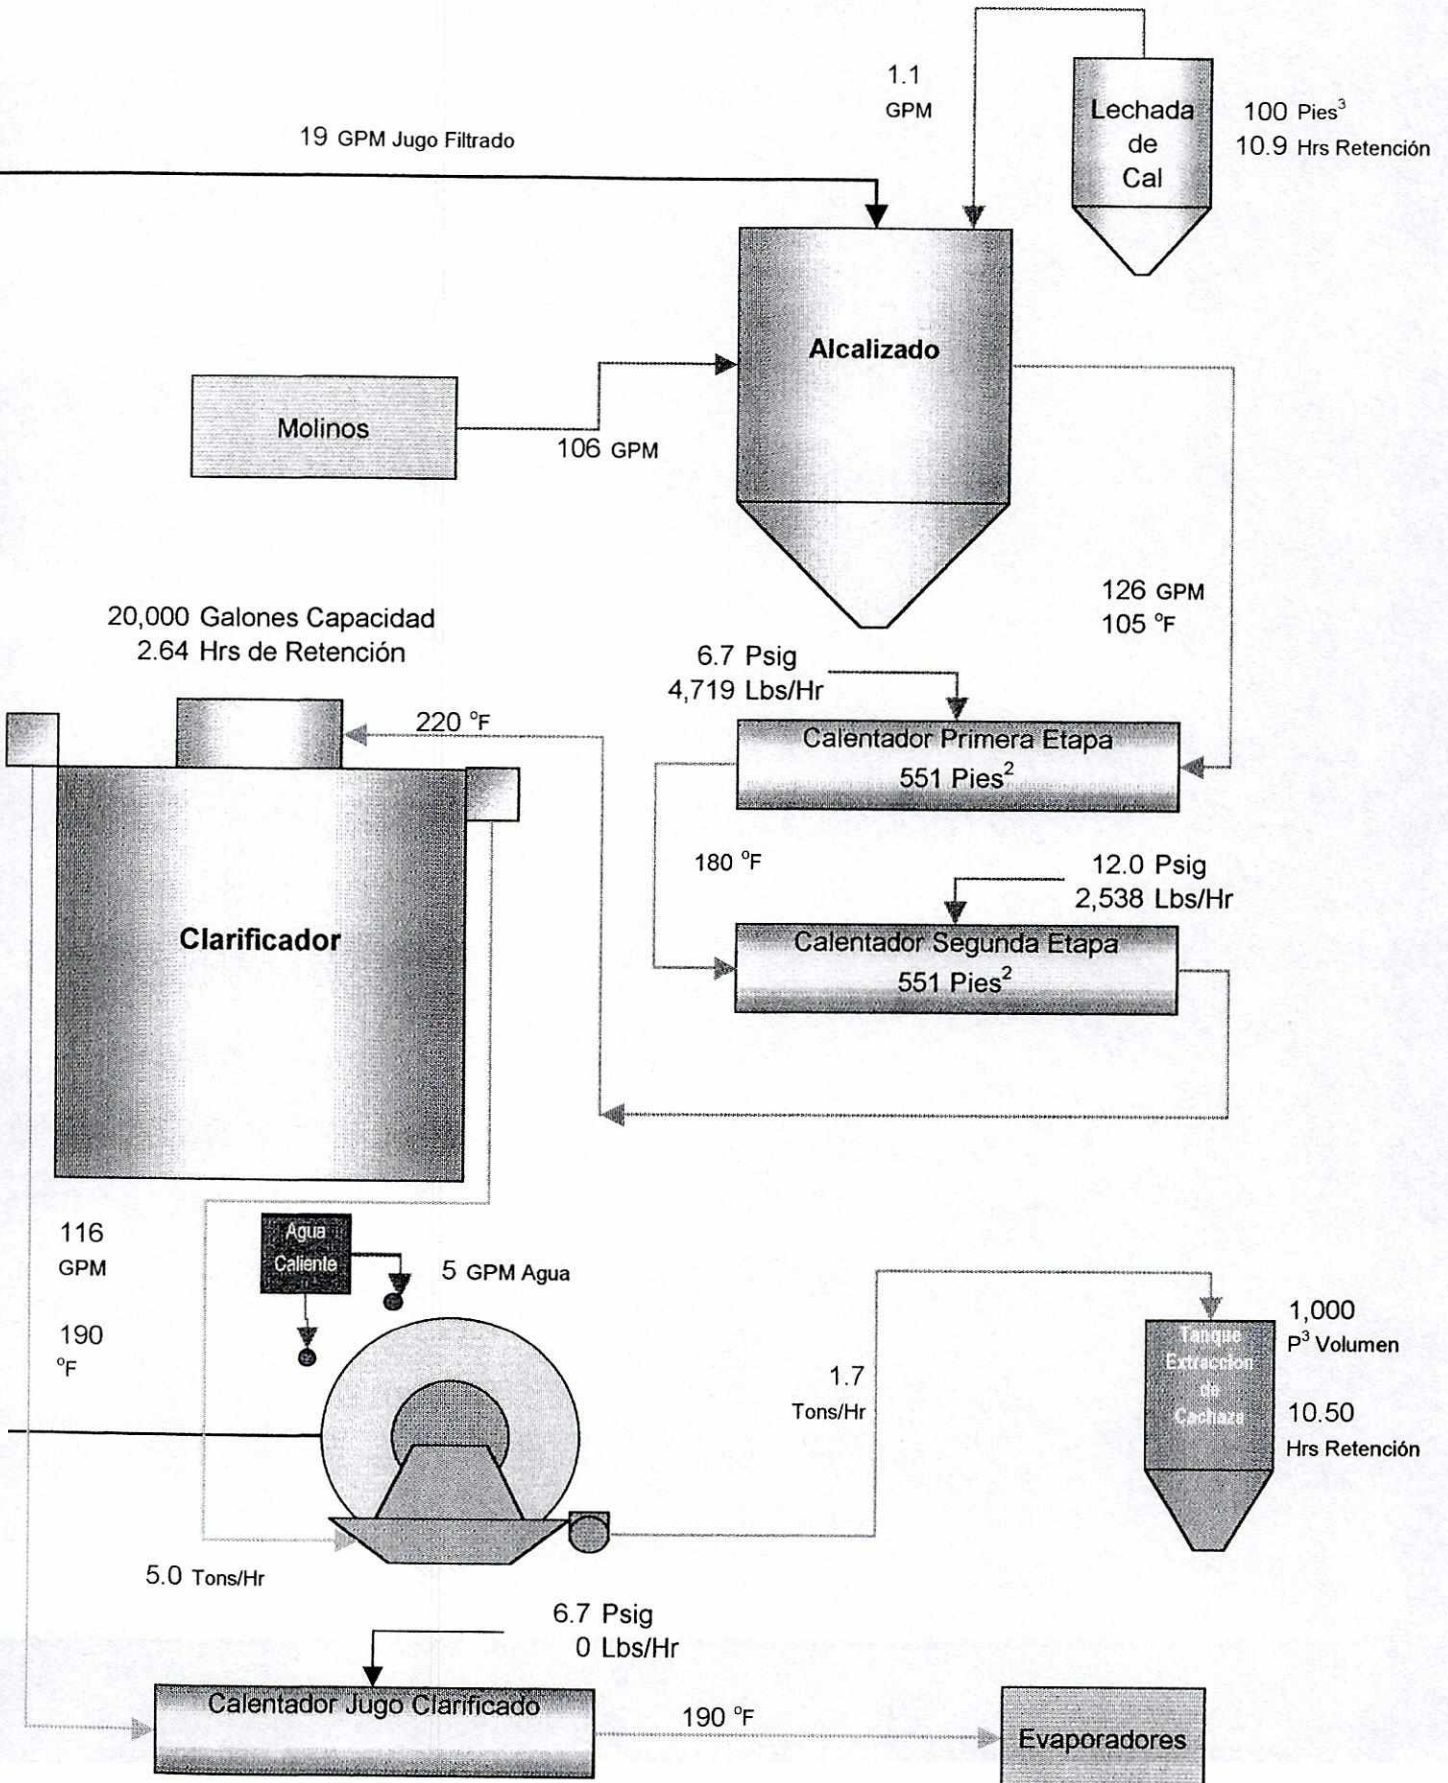 1.1
GPM
Lechada
de
Cal
100 Pies³
10.9 Hrs Retención
19 GPM Jugo Filtrado
Alcalizado
Molinos
106 GPM
126 GPM
105 °F
20,000 Galones Capacidad
2.64 Hrs de Retención
6.7 Psig
4,719 Lbs/Hr
220 °F
Calentador Primera Etapa
551 Pies²
180 °F
12.0 Psig
2,538 Lbs/Hr
Clarificador
Calentador Segunda Etapa
551 Pies²
116
GPM
190
°F
Agua
Caliente
5 GPM Agua
1.7
Tons/Hr
Tanque
Extraccion
de
Cachaza
1,000
P³ Volumen
10.50
Hrs Retención
5.0 Tons/Hr
6.7 Psig
0 Lbs/Hr
Calentador Jugo Clarificado
190 °F
Evaporadores